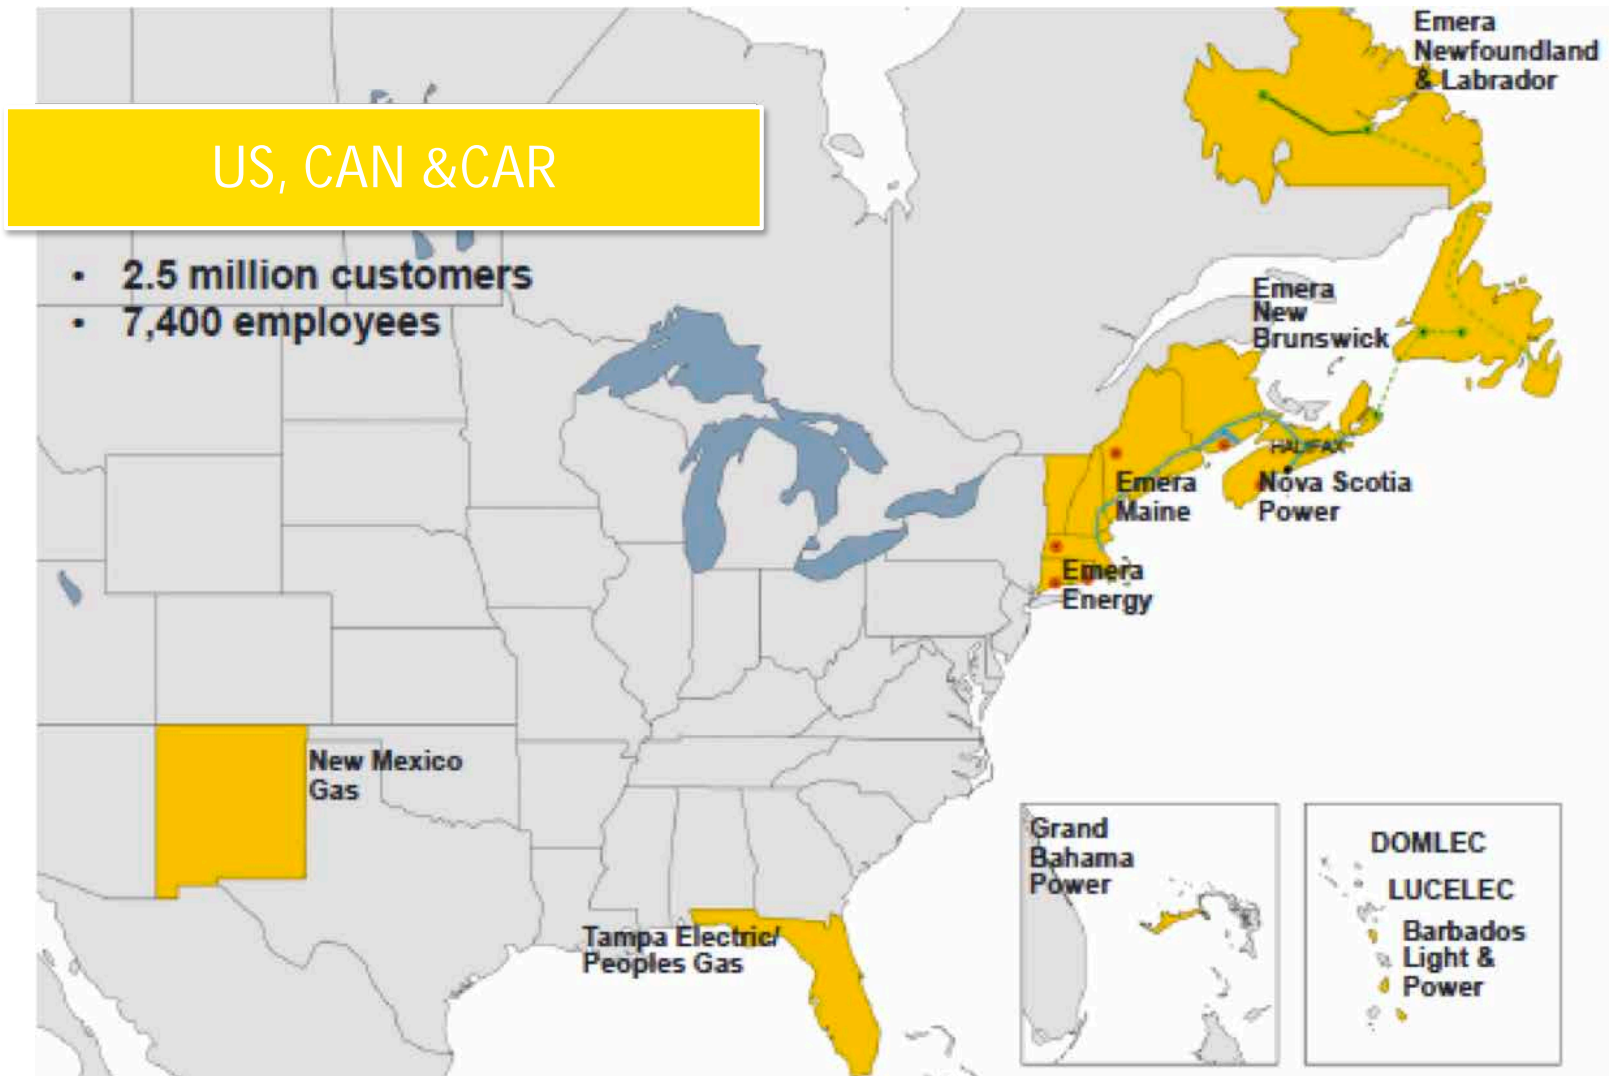 Emera
Newfoundland
& Labrador
US, CAN &CAR
• 2.5 million customers
• 7,400 employees
Emera
New
Brunswick
HALIFAX
Emera
Maine
Nova Scotia
Power
Emera
Energy
New Mexico
Gas
Tampa Electric/
Peoples Gas
Grand
Bahama
Power
DOMLEC
LUCELEC
Barbados
Light &
Power